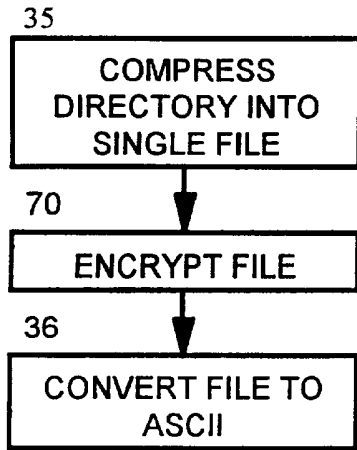 35
COMPRESS
DIRECTORY INTO
SINGLE FILE
70
ENCRYPT FILE
36
CONVERT FILE TO
ASCII